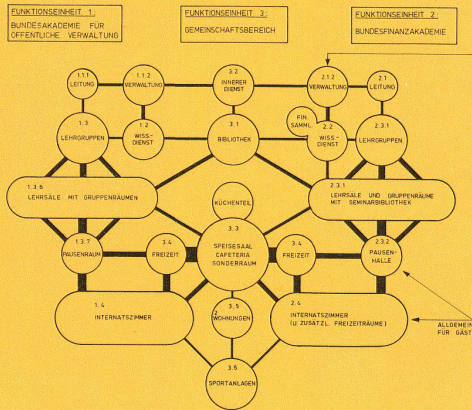 FUNKTIONSEINHEIT 1:
BUNDESAKADEMIE FÜR
ÖFFENTLICHE VERWALTUNG
FUNKTIONSEINHEIT 3:
GEMEINSCHAFTSBEREICH
FUNKTIONSEINHEIT 2:
BUNDESFINANZAKADEMIE
1.1.1
LEITUNG
1.1.2
VERWALTUNG
3.2
INNERER
DIENST
2.1.2
VERWALTUNG
2.1
LEITUNG
1.3
LEHRGRUPPEN
1.2
WISS.-
DIENST
3.1
BIBLIOTHEK
FIN.
SAMML.
2.2
WISS.-
DIENST
2.3.1
LEHRGRUPPEN
1.3.6
LEHRSÄLE MIT GRUPPENRÄUMEN
2.3.1
LEHRSÄLE UND GRUPPENRÄUME
MIT SEMINARBIBLIOTHEK
KÜCHENTEIL
1.3.7
PAUSENRAUM
3.4
FREIZEIT
3.3
SPEISESAAL
CAFETERIA
SONDERRAUM
3.4
FREIZEIT
2.3.2
PAUSEN-
HALLE
1.4
INTERNATSZIMMER
3.5
2
WOHNUNGEN
2.4
INTERNATSZIMMER
(U. ZUSÄTZL. FREIZEITRÄUME)
ALLGEMEIN
FÜR GÄST
3.6
SPORTANLAGEN